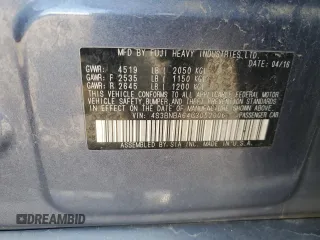 MFD BY FUJI HEAVY INDUSTRIES LTD.
DATE: 04/16
GVWR: 4519 LB ( 2050 KG)
GAWR: F 2535 LB ( 1150 KG)
GAWR: R 2645 LB ( 1200 KG)
THIS VEHICLE CONFORMS TO ALL APPLICABLE FEDERAL MOTOR
VEHICLE SAFETY, BUMPER AND THEFT PREVENTION STANDARDS
IN EFFECT ON THE DATE OF MANUFACTURE SHOWN ABOVE.
VIN:
PASSENGER CAR
ASSEMBLED BY SIA INC. MADE IN U.S.A.
© DREAMBID
DREAMBID.COM